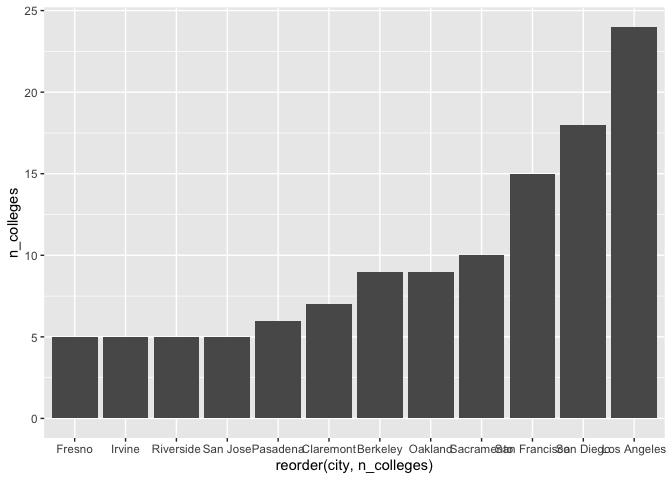 25
20
15
10
5
0
n_colleges
Fresno Irvine Riverside San Jose Pasadena Claremont Berkeley Oakland Sacramento San Francisco San Diego Los Angeles
reorder(city, n_colleges)